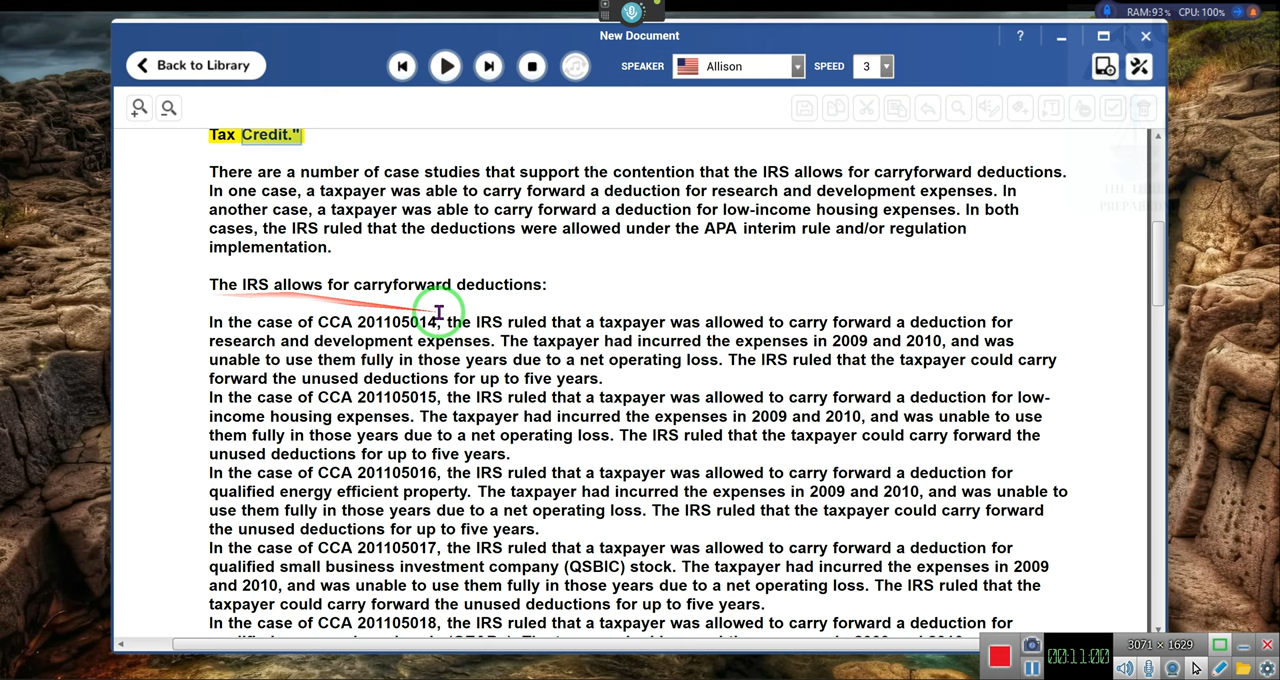 RAM:93% CPU:100%
New Document
?
Back to Library
SPEAKER Allison SPEED 3
Tax Credit."
There are a number of case studies that support the contention that the IRS allows for carryforward deductions.
In one case, a taxpayer was able to carry forward a deduction for research and development expenses. In
another case, a taxpayer was able to carry forward a deduction for low-income housing expenses. In both
cases, the IRS ruled that the deductions were allowed under the APA interim rule and/or regulation
implementation.
The IRS allows for carryforward deductions:
In the case of CCA 201105014, the IRS ruled that a taxpayer was allowed to carry forward a deduction for
research and development expenses. The taxpayer had incurred the expenses in 2009 and 2010, and was
unable to use them fully in those years due to a net operating loss. The IRS ruled that the taxpayer could carry
forward the unused deductions for up to five years.
In the case of CCA 201105015, the IRS ruled that a taxpayer was allowed to carry forward a deduction for low-
income housing expenses. The taxpayer had incurred the expenses in 2009 and 2010, and was unable to use
them fully in those years due to a net operating loss. The IRS ruled that the taxpayer could carry forward the
unused deductions for up to five years.
In the case of CCA 201105016, the IRS ruled that a taxpayer was allowed to carry forward a deduction for
qualified energy efficient property. The taxpayer had incurred the expenses in 2009 and 2010, and was unable to
use them fully in those years due to a net operating loss. The IRS ruled that the taxpayer could carry forward
the unused deductions for up to five years.
In the case of CCA 201105017, the IRS ruled that a taxpayer was allowed to carry forward a deduction for
qualified small business investment company (QSBIC) stock. The taxpayer had incurred the expenses in 2009
and 2010, and was unable to use them fully in those years due to a net operating loss. The IRS ruled that the
taxpayer could carry forward the unused deductions for up to five years.
In the case of CCA 201105018, the IRS ruled that a taxpayer was allowed to carry forward a deduction for
3071 × 1629
00:11:00